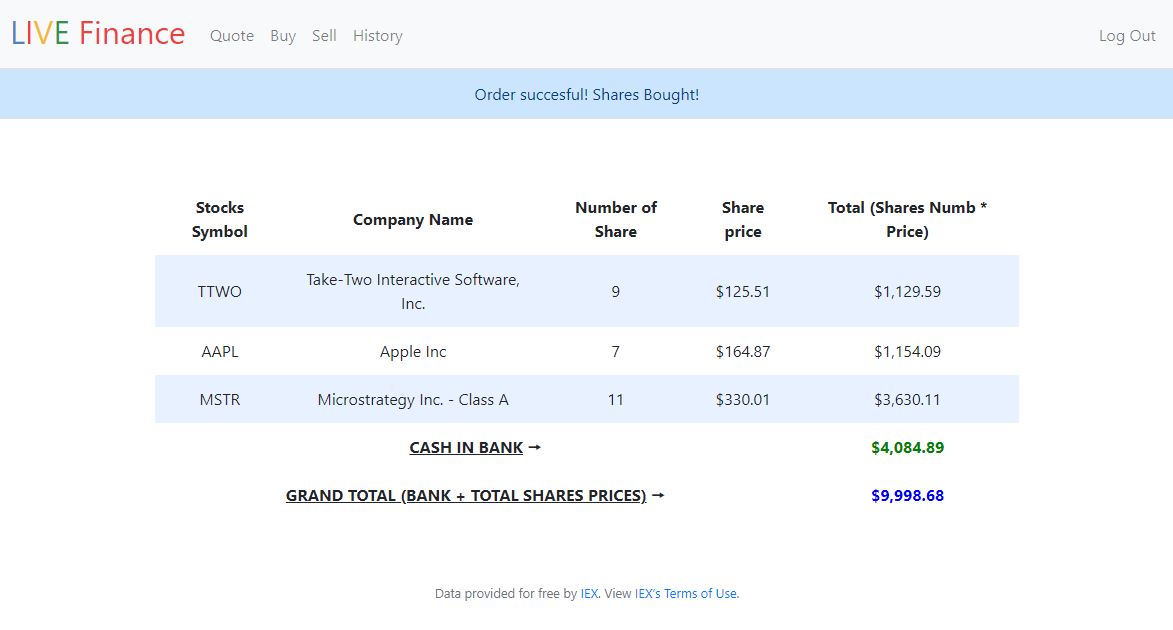 LIVE Finance Quote Buy Sell History Log Out
Order succesful! Shares Bought!
Stocks Symbol Company Name Number of Share Share price Total (Shares Numb * Price)
TTWO Take-Two Interactive Software, Inc. 9 $125.51 $1,129.59
AAPL Apple Inc 7 $164.87 $1,154.09
MSTR Microstrategy Inc. - Class A 11 $330.01 $3,630.11
CASH IN BANK → $4,084.89
GRAND TOTAL (BANK + TOTAL SHARES PRICES) → $9,998.68
Data provided for free by IEX. View IEX's Terms of Use.